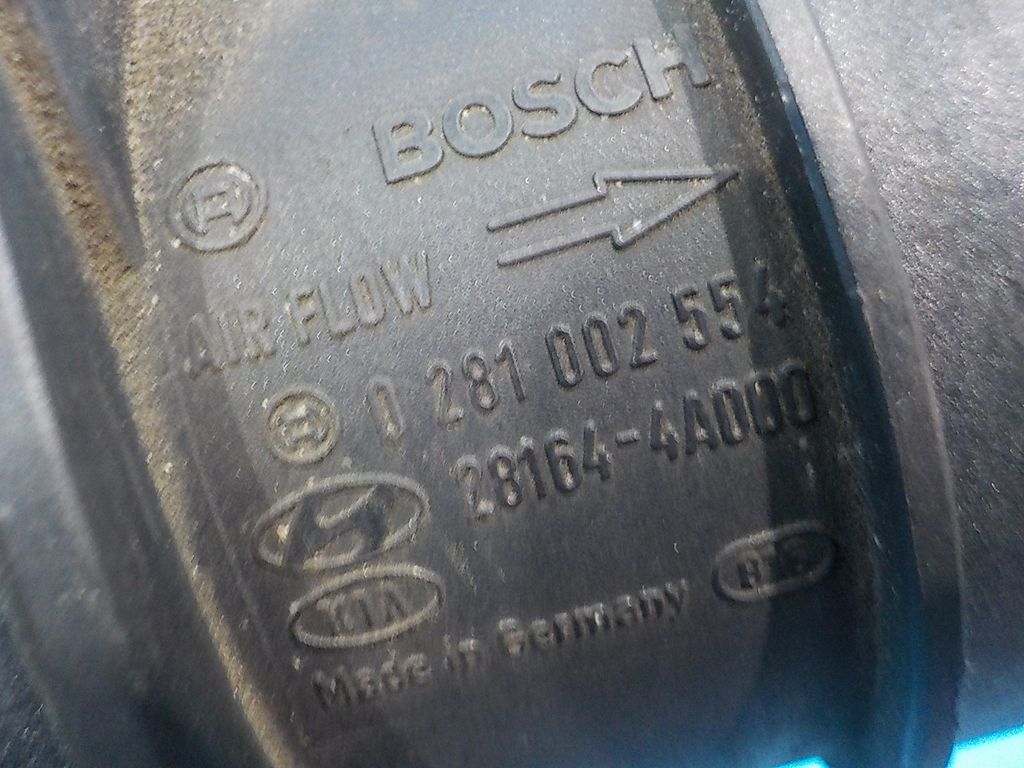 BOSCH
AIR FLOW
0 281 002 554
28164-4A000
KIA
Made in Germany